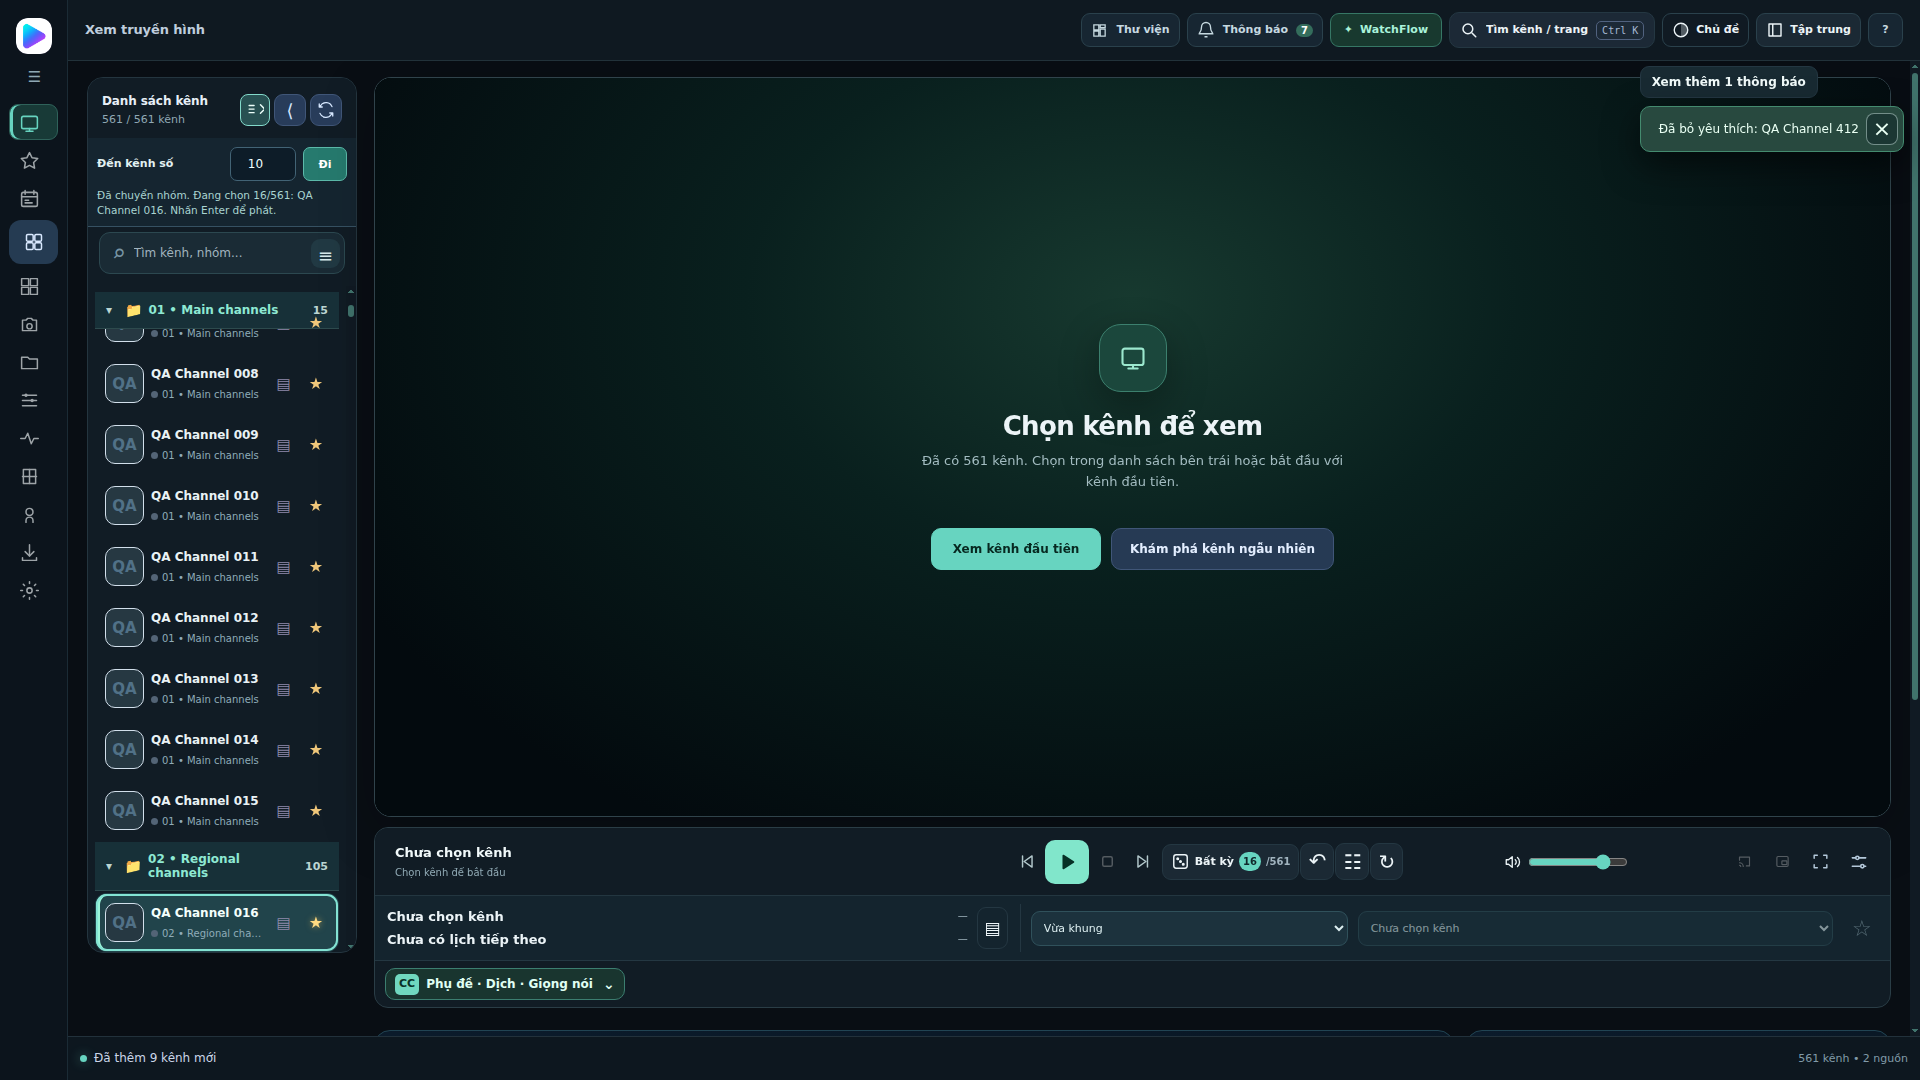 Xem truyền hình
Thư viện
Thông báo 7
✦ WatchFlow
Tìm kênh / trang Ctrl K
Chủ đề
Tập trung
?
Danh sách kênh
561 / 561 kênh
Đến kênh số 10 Đi
Đã chuyển nhóm. Đang chọn 16/561: QA
Channel 016. Nhấn Enter để phát.
Tìm kênh, nhóm...
01 • Main channels 15
01 • Main channels
QA QA Channel 008
01 • Main channels
QA QA Channel 009
01 • Main channels
QA QA Channel 010
01 • Main channels
QA QA Channel 011
01 • Main channels
QA QA Channel 012
01 • Main channels
QA QA Channel 013
01 • Main channels
QA QA Channel 014
01 • Main channels
QA QA Channel 015
01 • Main channels
02 • Regional
channels 105
QA QA Channel 016
02 • Regional cha...
Xem thêm 1 thông báo
Đã bỏ yêu thích: QA Channel 412
Chọn kênh để xem
Đã có 561 kênh. Chọn trong danh sách bên trái hoặc bắt đầu với
kênh đầu tiên.
Xem kênh đầu tiên
Khám phá kênh ngẫu nhiên
Chưa chọn kênh
Chọn kênh để bắt đầu
Bất kỳ 16 /561
Chưa chọn kênh —
Chưa có lịch tiếp theo —
Vừa khung
Chưa chọn kênh
CC Phụ đề · Dịch · Giọng nói
Đã thêm 9 kênh mới
561 kênh • 2 nguồn